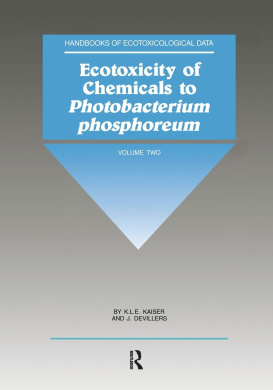 HANDBOOKS OF ECOTOXICOLOGICAL DATA
Ecotoxicity of
Chemicals to
Photobacterium
phosphoreum
VOLUME TWO
BY K.L.E. KAISER
AND J. DEVILLERS
R